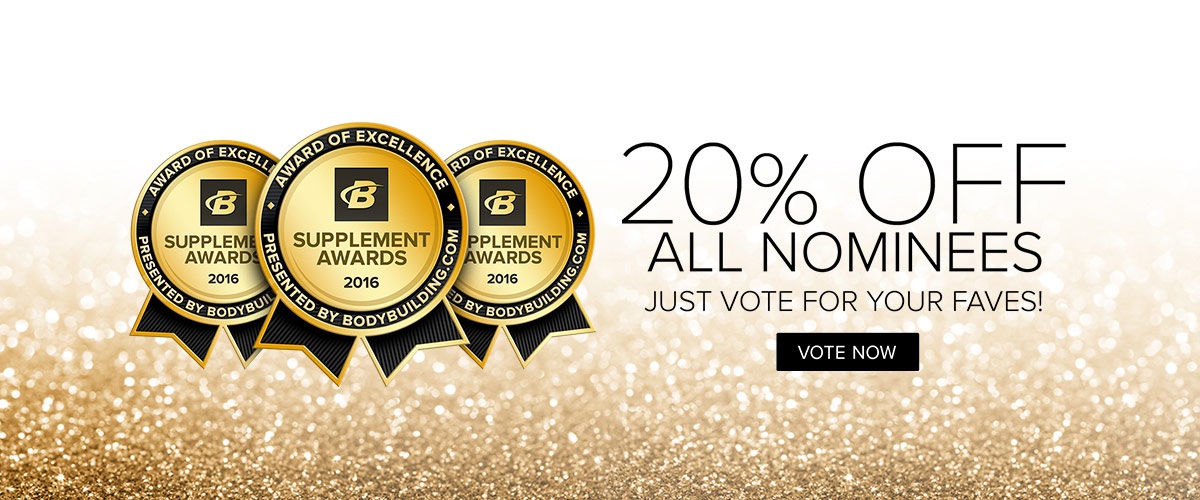 AWARD OF EXCELLENCE
B
SUPPLEMENT
AWARDS
2016
PRESENTED BY BODYBUILDING.COM
AWARD OF EXCELLENCE
B
SUPPLEMENT
AWARDS
2016
PRESENTED BY BODYBUILDING.COM
AWARD OF EXCELLENCE
B
SUPPLEMENT
AWARDS
2016
PRESENTED BY BODYBUILDING.COM
20% OFF
ALL NOMINEES
JUST VOTE FOR YOUR FAVES!
VOTE NOW